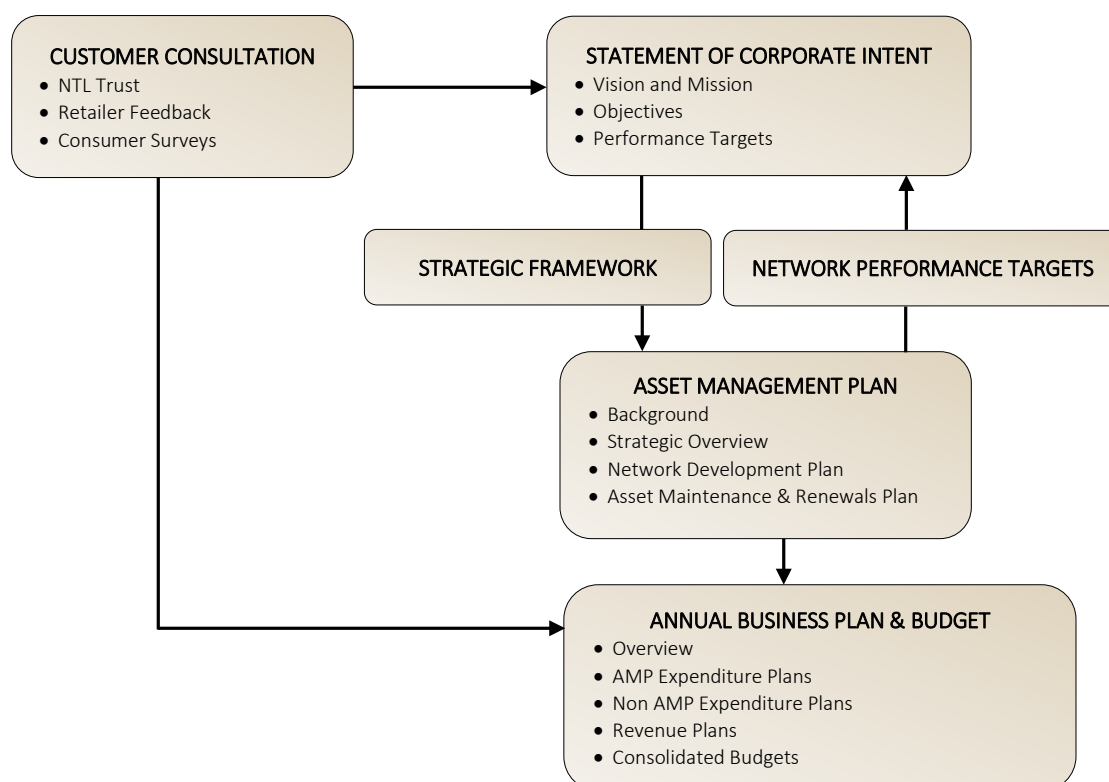 CUSTOMER CONSULTATION
• NTL Trust
• Retailer Feedback
• Consumer Surveys
STATEMENT OF CORPORATE INTENT
• Vision and Mission
• Objectives
• Performance Targets
STRATEGIC FRAMEWORK
NETWORK PERFORMANCE TARGETS
ASSET MANAGEMENT PLAN
• Background
• Strategic Overview
• Network Development Plan
• Asset Maintenance & Renewals Plan
ANNUAL BUSINESS PLAN & BUDGET
• Overview
• AMP Expenditure Plans
• Non AMP Expenditure Plans
• Revenue Plans
• Consolidated Budgets